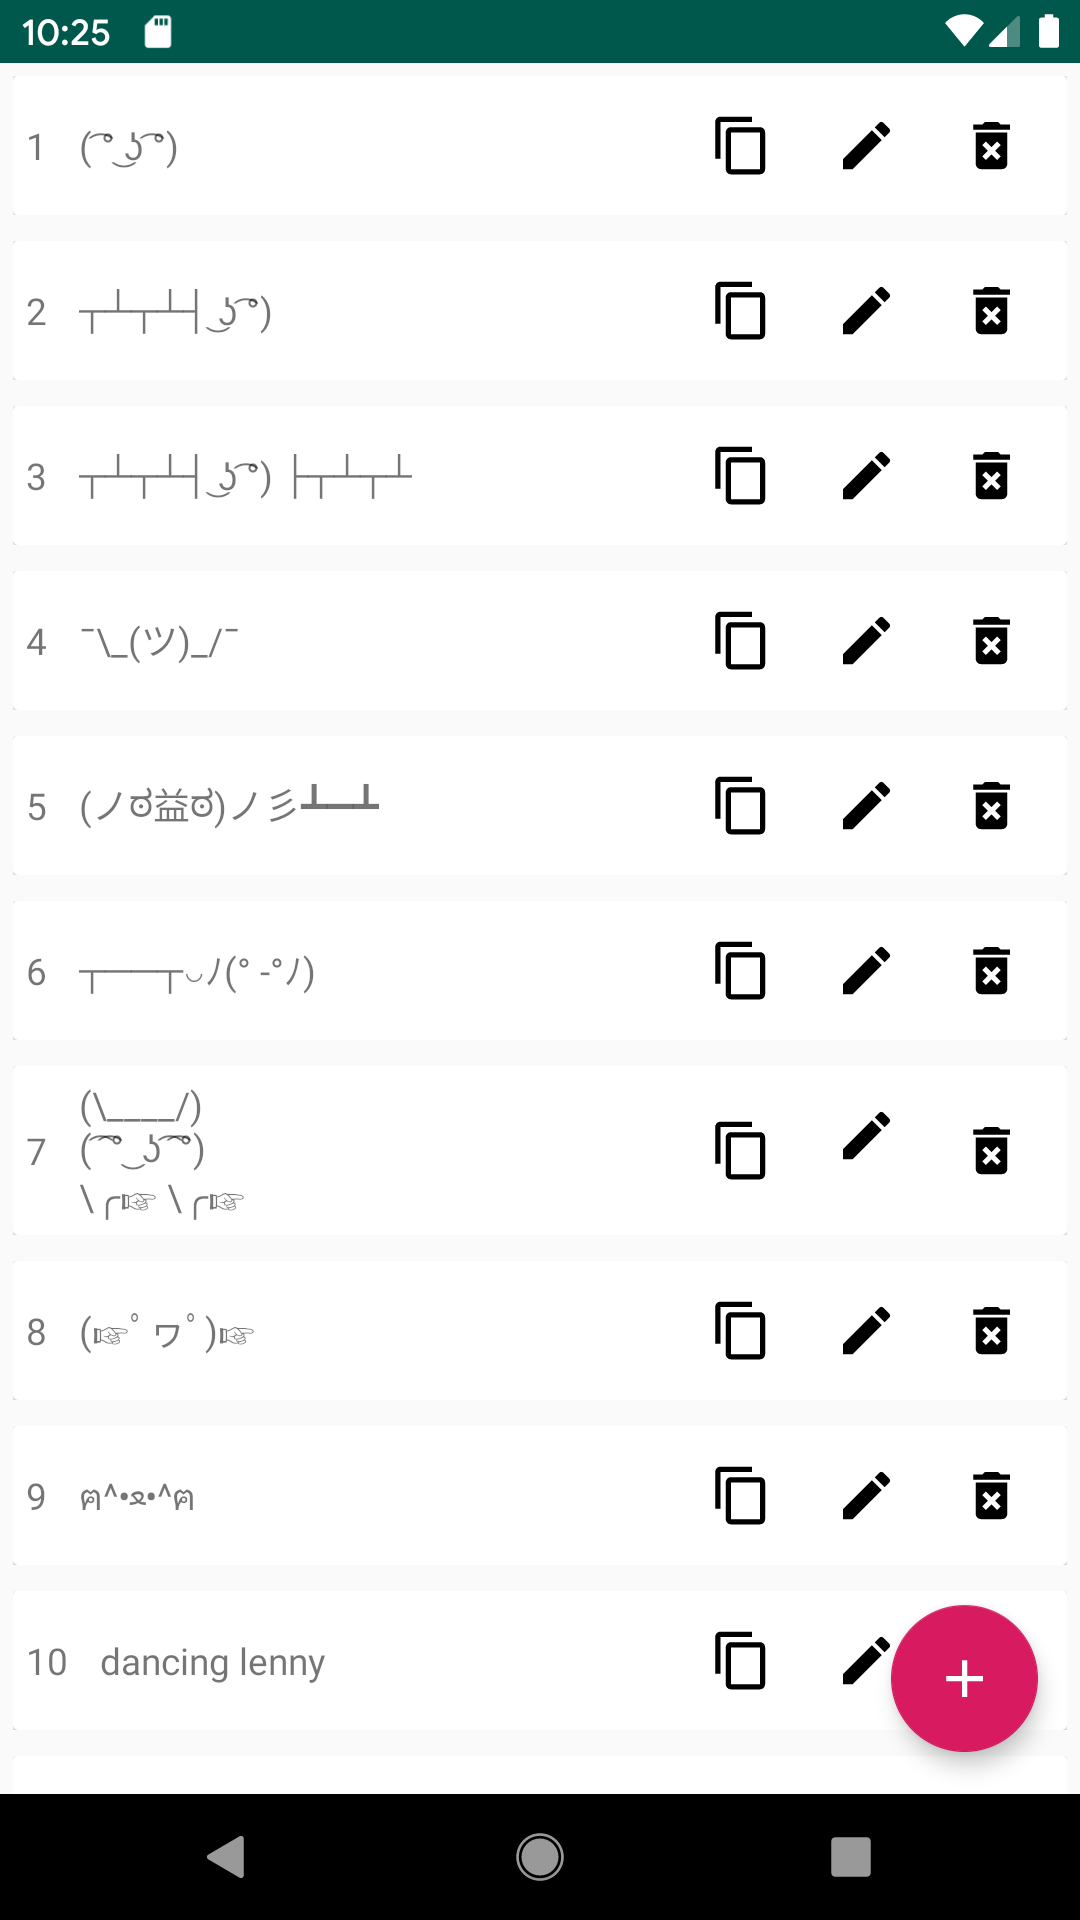 10:25
1 ( ͡° ͜ʖ ͡°)
2 ┬┴┬┴┤ ͜ʖ ͡°)
3 ┬┴┬┴┤ ͜ʖ ͡°) ├┬┴┬┴
4 ¯\_(ツ)_/¯
5 (ノಠ益ಠ)ノ彡┻━┻
6 ┬──┬◡ﾉ(° -°ﾉ)
(\____/)
7 ( ͡ ͡° ͜ ʖ ͡ ͡°)
\╭☞ \╭☞
8 (☞ﾟヮﾟ)☞
9 ฅ^•ﻌ•^ฅ
10 dancing lenny